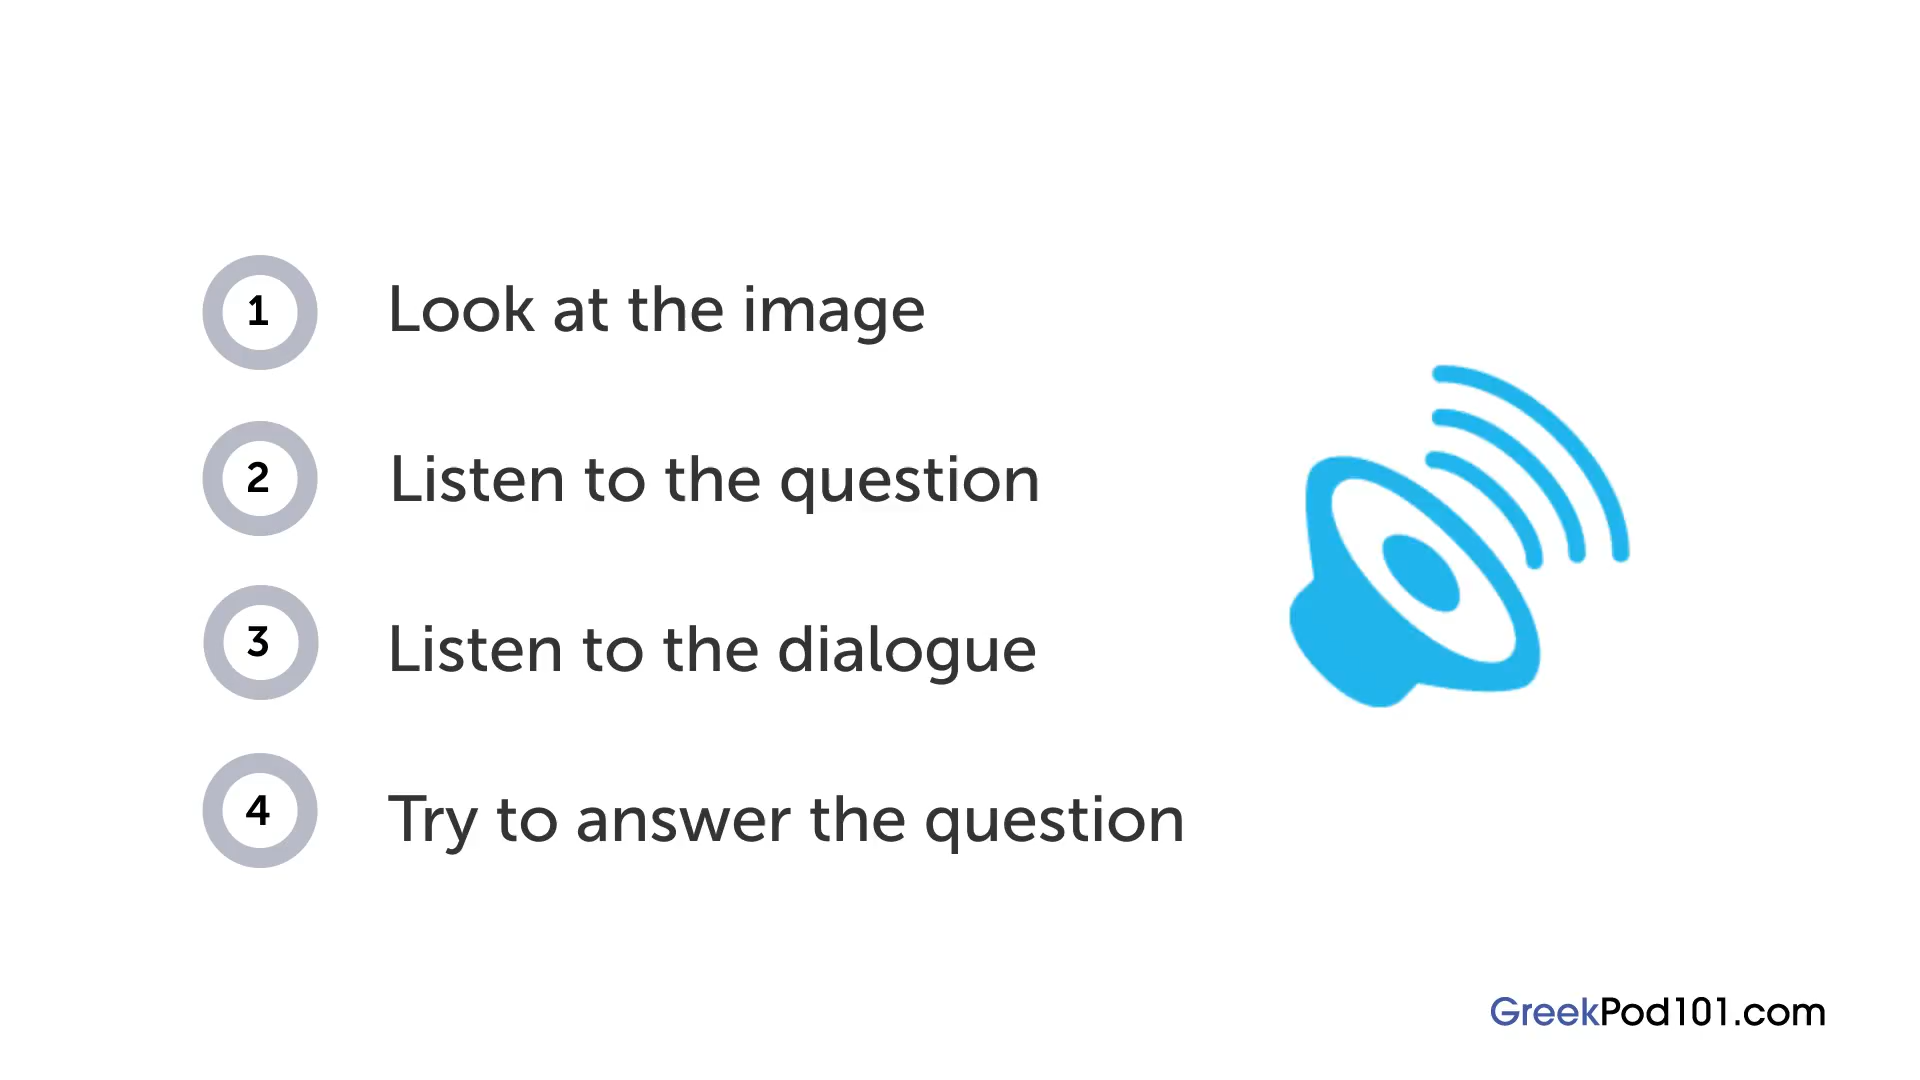 1 Look at the image
2 Listen to the question
3 Listen to the dialogue
4 Try to answer the question
GreekPod101.com